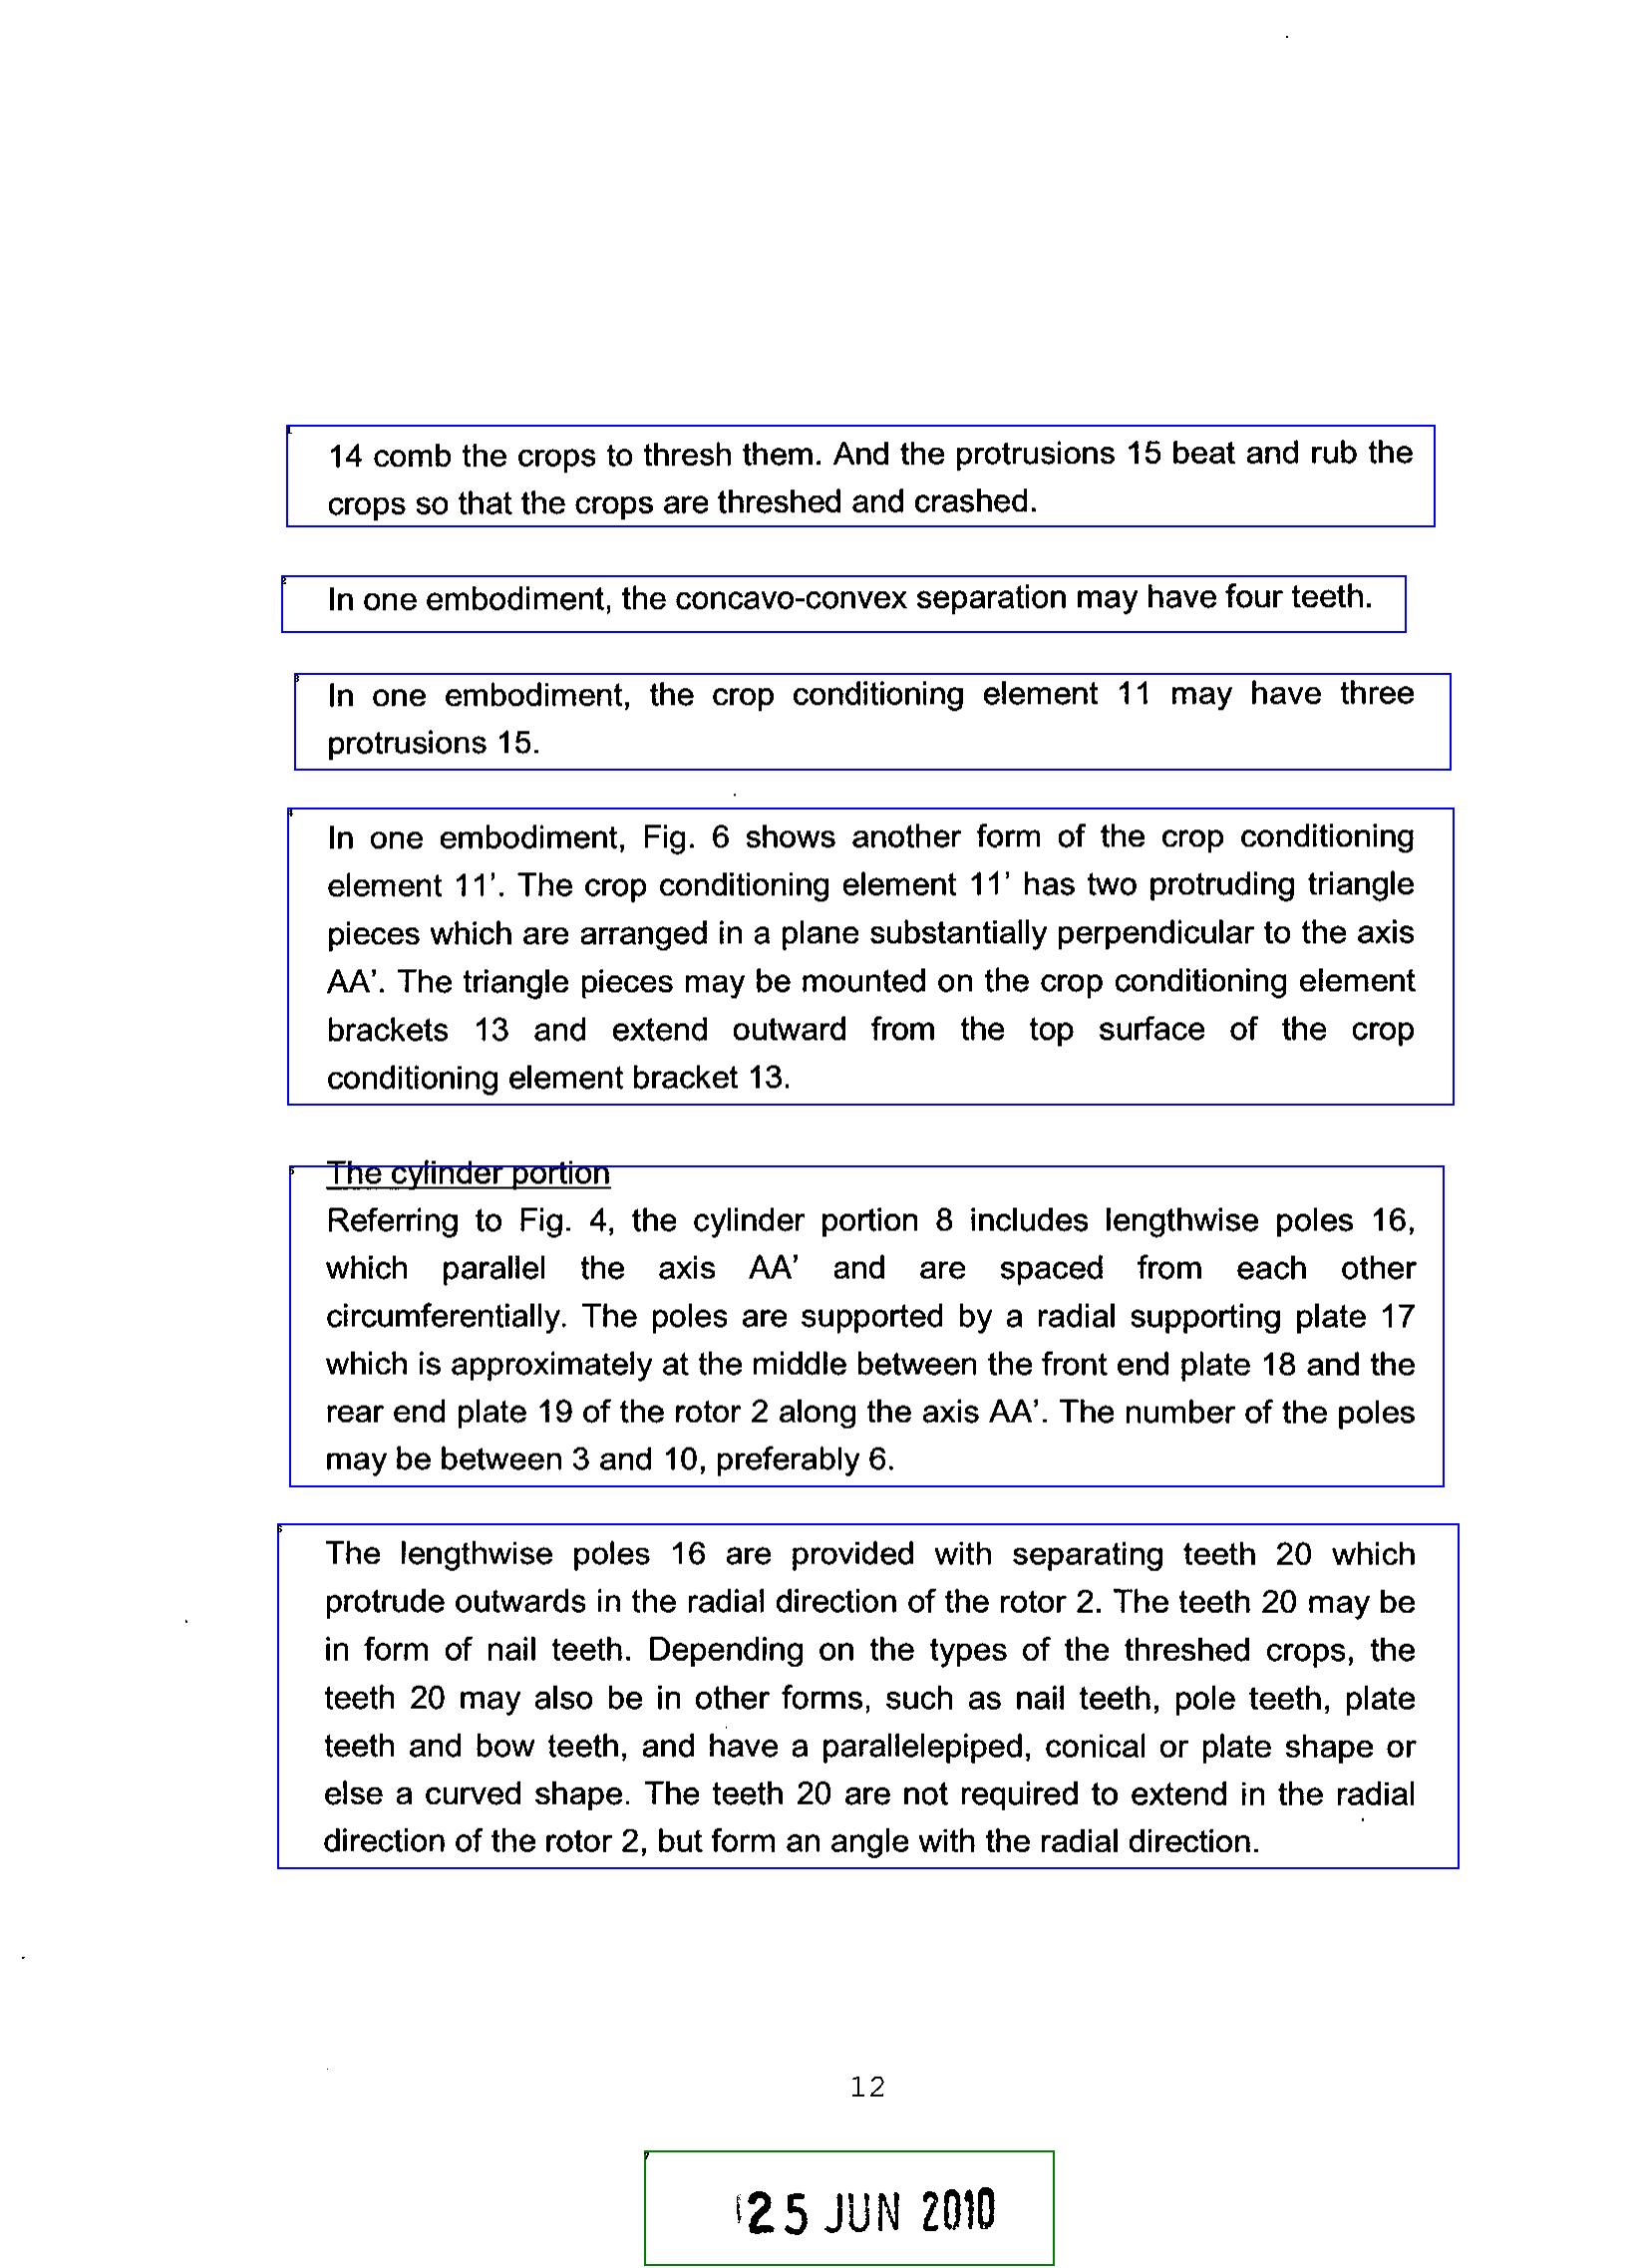 14 comb the crops to thresh them. And the protrusions 15 beat and rub the
crops so that the crops are threshed and crashed.
In one embodiment, the concavo-convex separation may have four teeth.
In one embodiment, the crop conditioning element 11 may have three
protrusions 15.
In one embodiment, Fig. 6 shows another form of the crop conditioning
element 11’. The crop conditioning element 11’ has two protruding triangle
pieces which are arranged in a plane substantially perpendicular to the axis
AA’. The triangle pieces may be mounted on the crop conditioning element
brackets 13 and extend outward from the top surface of the crop
conditioning element bracket 13.
The cylinder portion
Referring to Fig. 4, the cylinder portion 8 includes lengthwise poles 16,
which parallel the axis AA’ and are spaced from each other
circumferentially. The poles are supported by a radial supporting plate 17
which is approximately at the middle between the front end plate 18 and the
rear end plate 19 of the rotor 2 along the axis AA’. The number of the poles
may be between 3 and 10, preferably 6.
The lengthwise poles 16 are provided with separating teeth 20 which
protrude outwards in the radial direction of the rotor 2. The teeth 20 may be
in form of nail teeth. Depending on the types of the threshed crops, the
teeth 20 may also be in other forms, such as nail teeth, pole teeth, plate
teeth and bow teeth, and have a parallelepiped, conical or plate shape or
else a curved shape. The teeth 20 are not required to extend in the radial
direction of the rotor 2, but form an angle with the radial direction.
12
25 JUN 2010